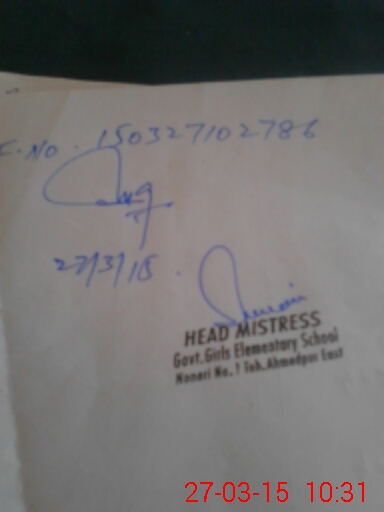 C. No. 150327102786
27/3/15.
HEAD MISTRESS
Govt. Girls Elementary School
Nonari No. 1 Teh. Ahmedpur East
27-03-15 10:31